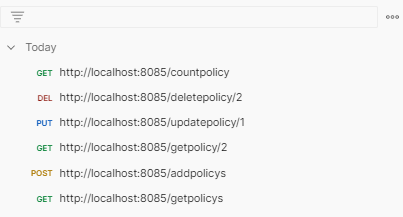 Today
GET http://localhost:8085/countpolicy
DEL http://localhost:8085/deletepolicy/2
PUT http://localhost:8085/updatepolicy/1
GET http://localhost:8085/getpolicy/2
POST http://localhost:8085/addpolicys
GET http://localhost:8085/getpolicys